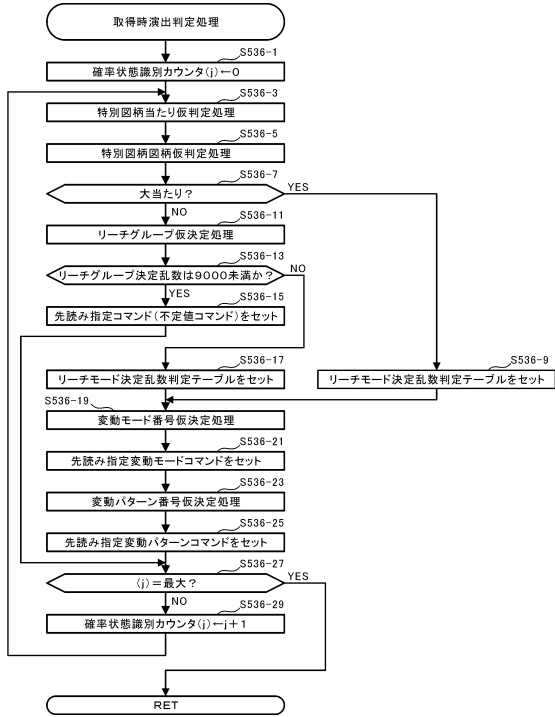 取得時演出判定処理
S536-1
確率状態識別カウンタ(j)←0
S536-3
特別図柄当たり仮判定処理
S536-5
特別図柄図柄仮判定処理
S536-7
大当たり?
YES
NO
S536-11
リーチグループ仮決定処理
S536-13
リーチグループ決定乱数は9000未満か?
NO
YES
S536-15
先読み指定コマンド(不定値コマンド)をセット
S536-17
リーチモード決定乱数判定テーブルをセット
S536-9
リーチモード決定乱数判定テーブルをセット
S536-19
変動モード番号仮決定処理
S536-21
先読み指定変動モードコマンドをセット
S536-23
変動パターン番号仮決定処理
S536-25
先読み指定変動パターンコマンドをセット
S536-27
(j)=最大?
YES
NO
S536-29
確率状態識別カウンタ(j)←j+1
RET